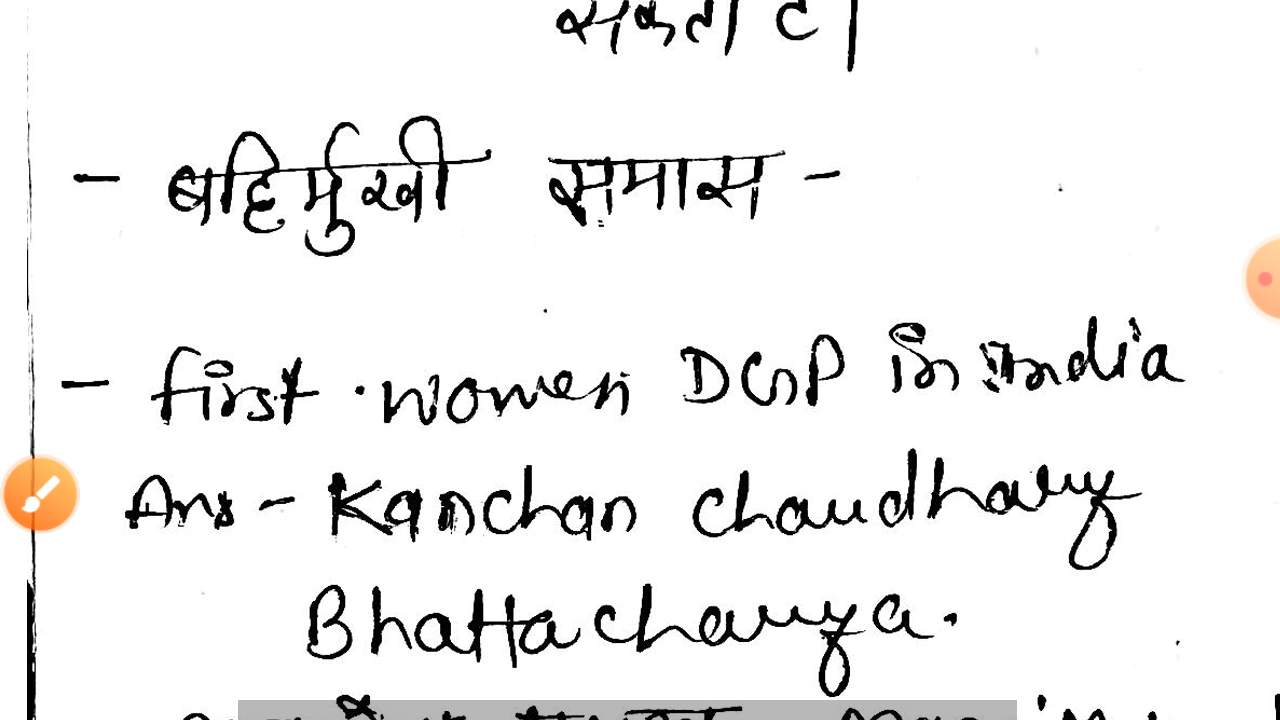 सकता है।
- बहिर्मुखी समास -
- first women DGP in india
Ans - Kanchan chaudhary
Bhattacharya.